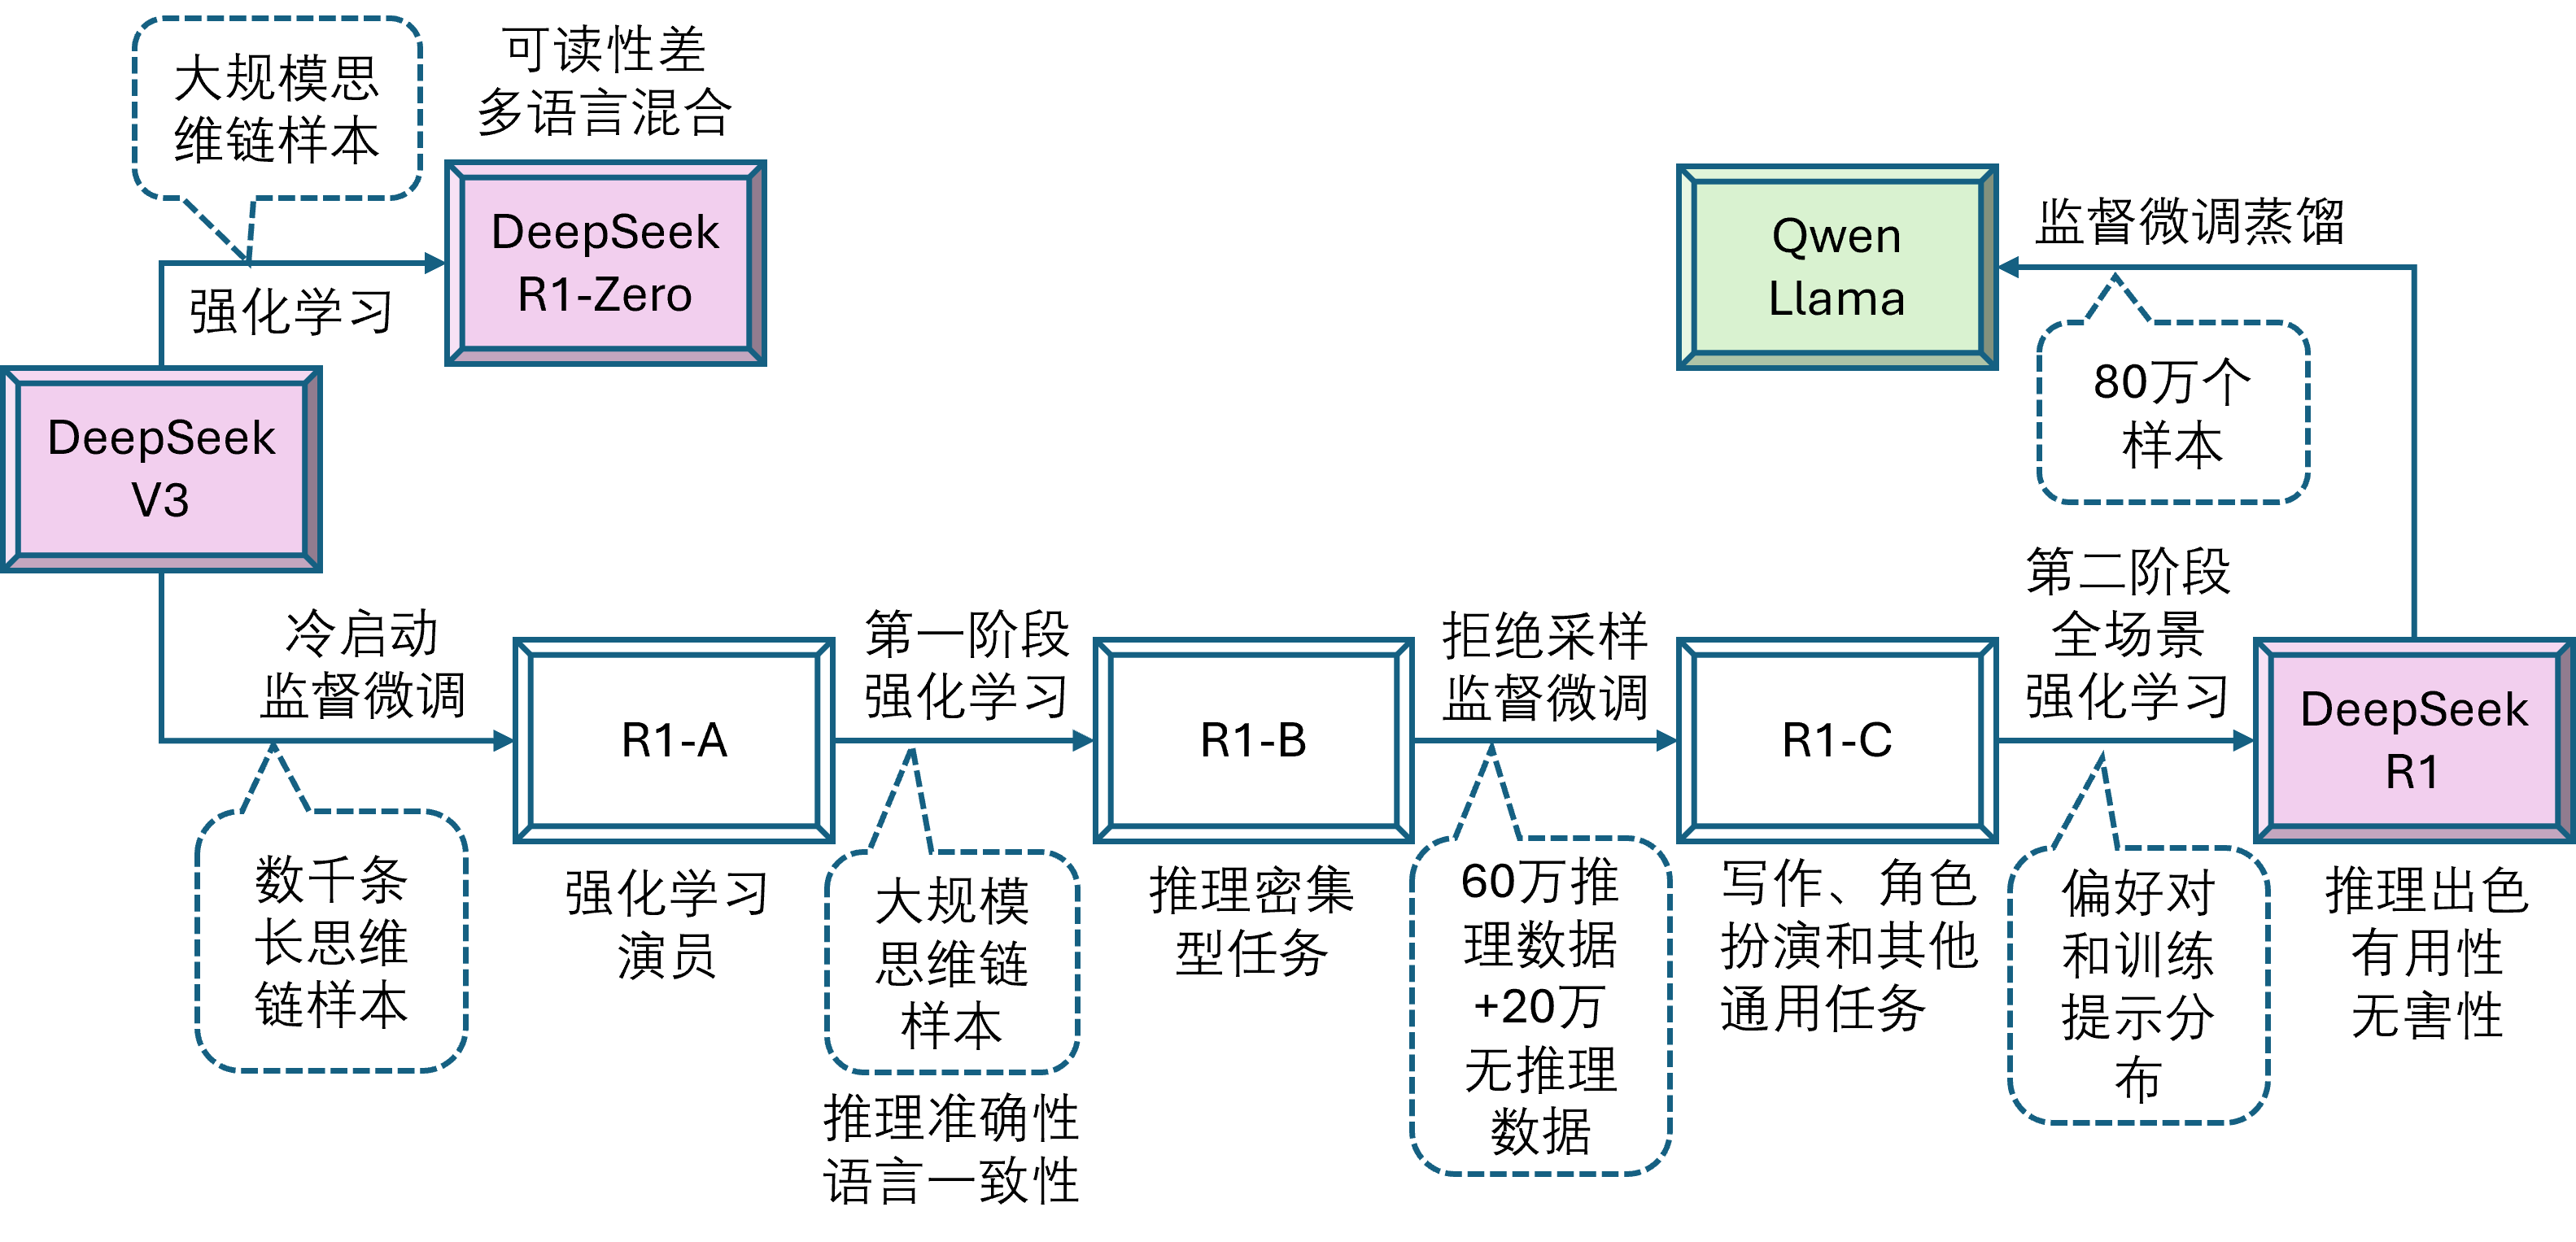 大规模思
维链样本
可读性差
多语言混合
DeepSeek
R1-Zero
强化学习
DeepSeek
V3
Qwen
Llama
监督微调蒸馏
80万个
样本
冷启动
监督微调
数千条
长思维
链样本
R1-A
强化学习
演员
第一阶段
强化学习
大规模
思维链
样本
推理准确性
语言一致性
R1-B
推理密集
型任务
拒绝采样
监督微调
60万推
理数据
+20万
无推理
数据
R1-C
写作、角色
扮演和其他
通用任务
第二阶段
全场景
强化学习
偏好对
和训练
提示分
布
DeepSeek
R1
推理出色
有用性
无害性